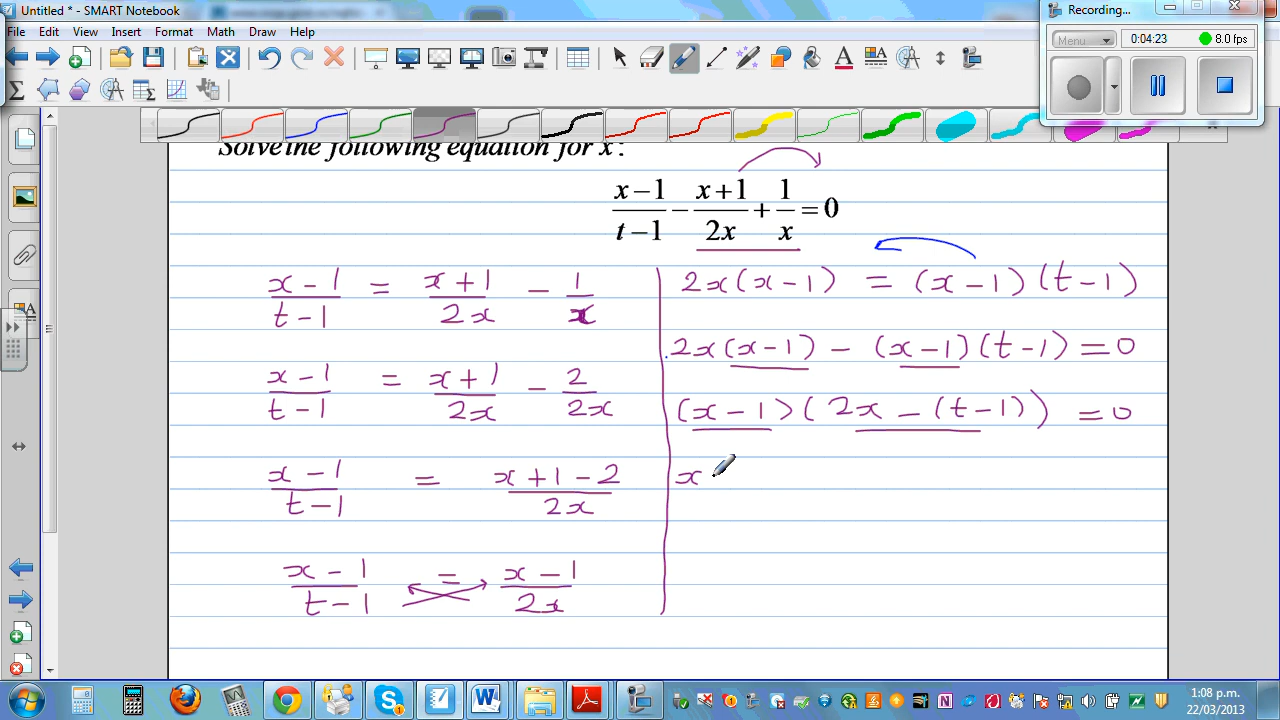 Untitled * - SMART Notebook
Recording...
File Edit View Insert Format Math Draw Help
Menu
0:04:23
8.0 fps
Solve the following equation for x:
(x−1)/(t−1) − (x+1)/(2x) + 1/x = 0
(x−1)/(t−1) = (x+1)/(2x) − 1/x
(x−1)/(t−1) = (x+1)/(2x) − 2/(2x)
(x−1)/(t−1) = (x+1−2)/(2x)
(x−1)/(t−1) = (x−1)/(2x)
2x(x−1) = (x−1)(t−1)
2x(x−1) − (x−1)(t−1) = 0
(x−1)(2x − (t−1)) = 0
x
1:08 p.m.
22/03/2013